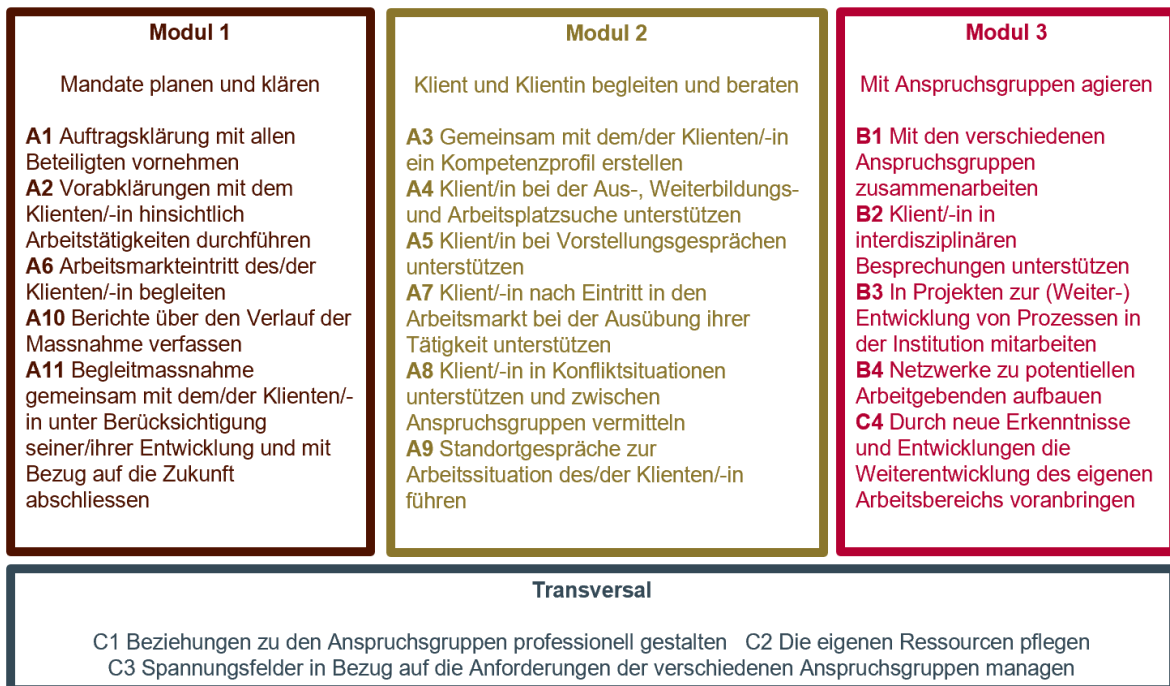 Modul 1
Mandate planen und klären
A1 Auftragsklärung mit allen
Beteiligten vornehmen
A2 Vorabklärungen mit dem
Klienten/-in hinsichtlich
Arbeitstätigkeiten durchführen
A6 Arbeitsmarkteintritt des/der
Klienten/-in begleiten
A10 Berichte über den Verlauf der
Massnahme verfassen
A11 Begleitmassnahme
gemeinsam mit dem/der Klienten/-
in unter Berücksichtigung
seiner/ihrer Entwicklung und mit
Bezug auf die Zukunft
abschliessen
Modul 2
Klient und Klientin begleiten und beraten
A3 Gemeinsam mit dem/der Klienten/-in
ein Kompetenzprofil erstellen
A4 Klient/in bei der Aus-, Weiterbildungs-
und Arbeitsplatzsuche unterstützen
A5 Klient/in bei Vorstellungsgesprächen
unterstützen
A7 Klient/-in nach Eintritt in den
Arbeitsmarkt bei der Ausübung ihrer
Tätigkeit unterstützen
A8 Klient/-in in Konfliktsituationen
unterstützen und zwischen
Anspruchsgruppen vermitteln
A9 Standortgespräche zur
Arbeitssituation des/der Klienten/-in
führen
Modul 3
Mit Anspruchsgruppen agieren
B1 Mit den verschiedenen
Anspruchsgruppen
zusammenarbeiten
B2 Klient/-in in
interdisziplinären
Besprechungen unterstützen
B3 In Projekten zur (Weiter-)
Entwicklung von Prozessen in
der Institution mitarbeiten
B4 Netzwerke zu potentiellen
Arbeitgebenden aufbauen
C4 Durch neue Erkenntnisse
und Entwicklungen die
Weiterentwicklung des eigenen
Arbeitsbereichs voranbringen
Transversal
C1 Beziehungen zu den Anspruchsgruppen professionell gestalten C2 Die eigenen Ressourcen pflegen
C3 Spannungsfelder in Bezug auf die Anforderungen der verschiedenen Anspruchsgruppen managen